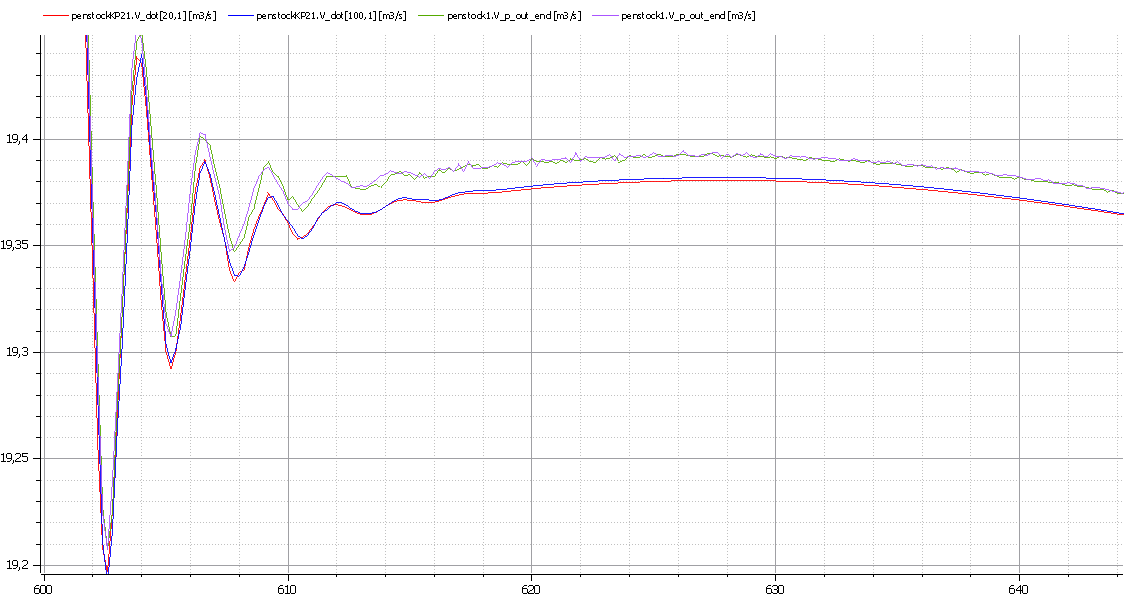 penstockKP21.V_dot[20,1] [m3/s] penstockKP21.V_dot[100,1] [m3/s] penstock1.V_p_out_end [m3/s] penstock1.V_p_out_end [m3/s]
19,4
19,35
19,3
19,25
19,2
600 610 620 630 640